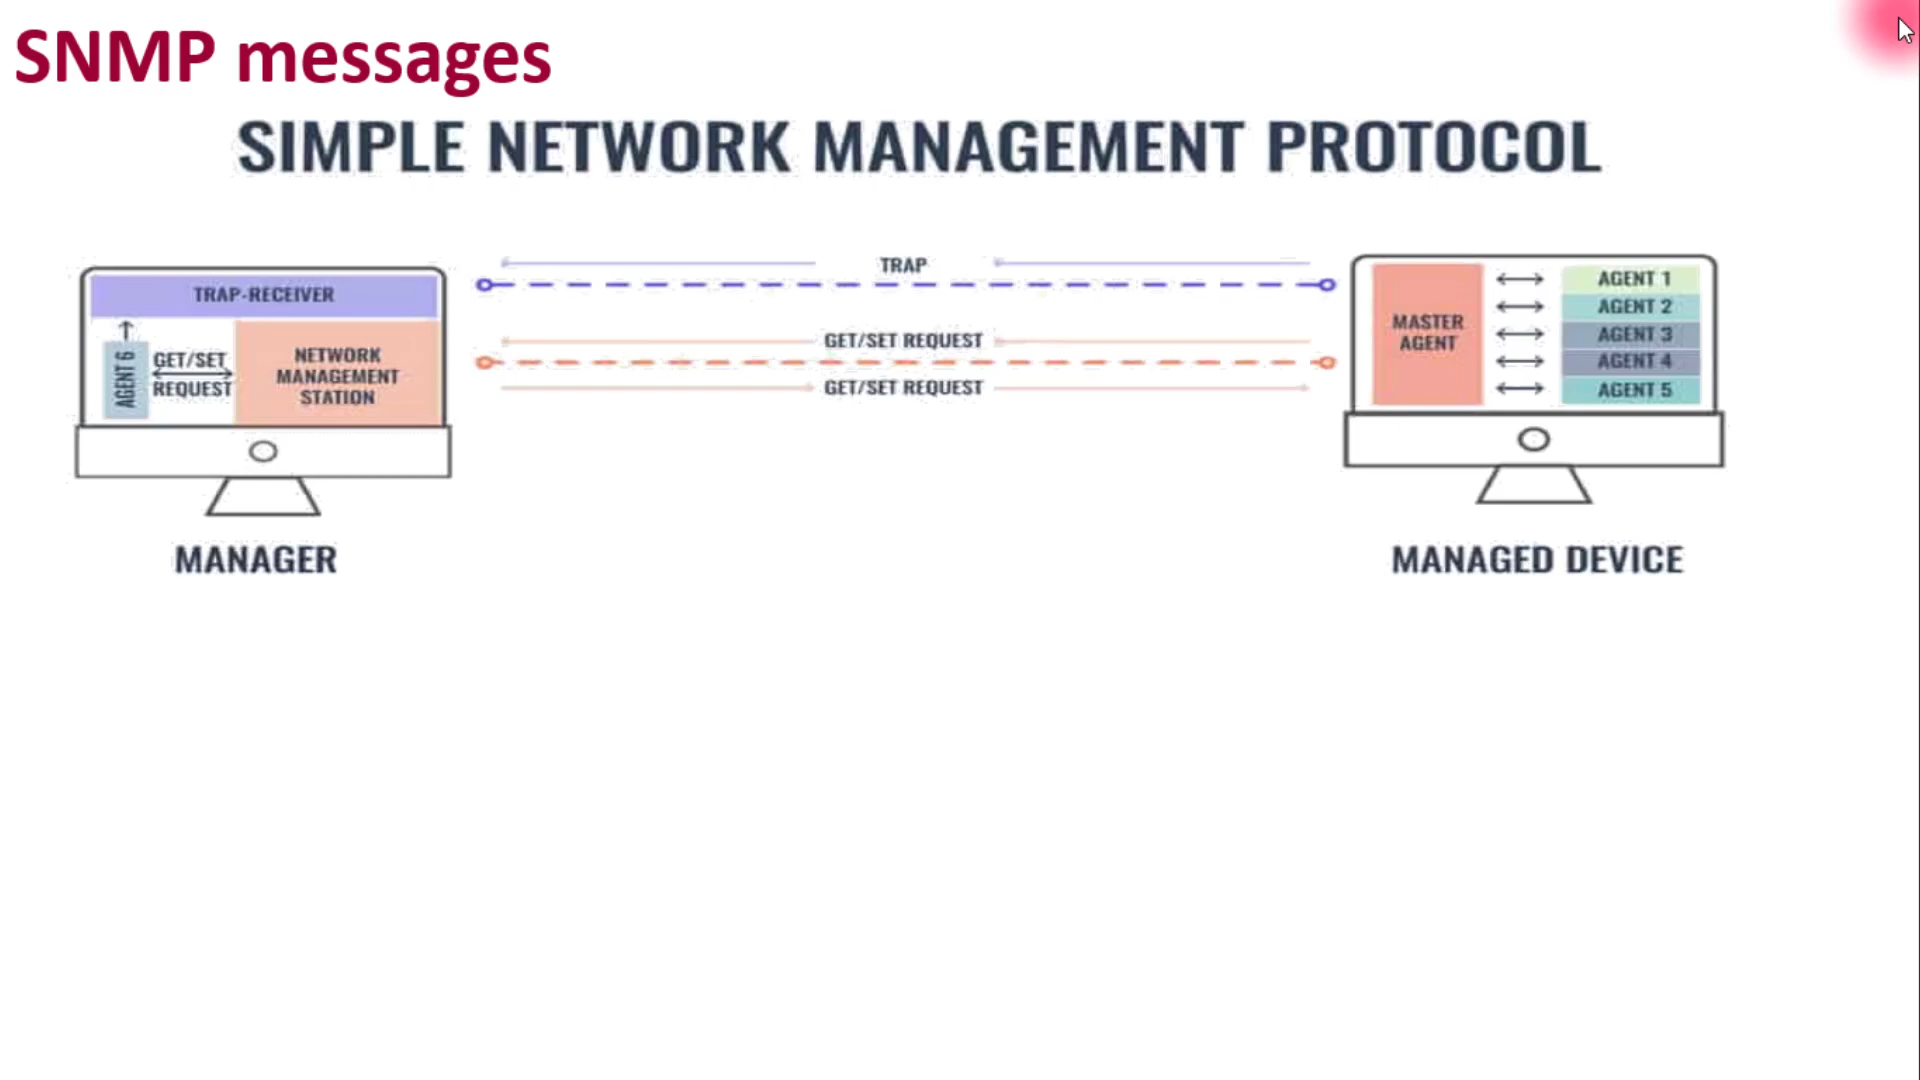 SNMP messages
SIMPLE NETWORK MANAGEMENT PROTOCOL
TRAP-RECEIVER
AGENT 6
GET/SET
REQUEST
NETWORK
MANAGEMENT
STATION
MANAGER
TRAP
GET/SET REQUEST
GET/SET REQUEST
MASTER
AGENT
AGENT 1
AGENT 2
AGENT 3
AGENT 4
AGENT 5
MANAGED DEVICE